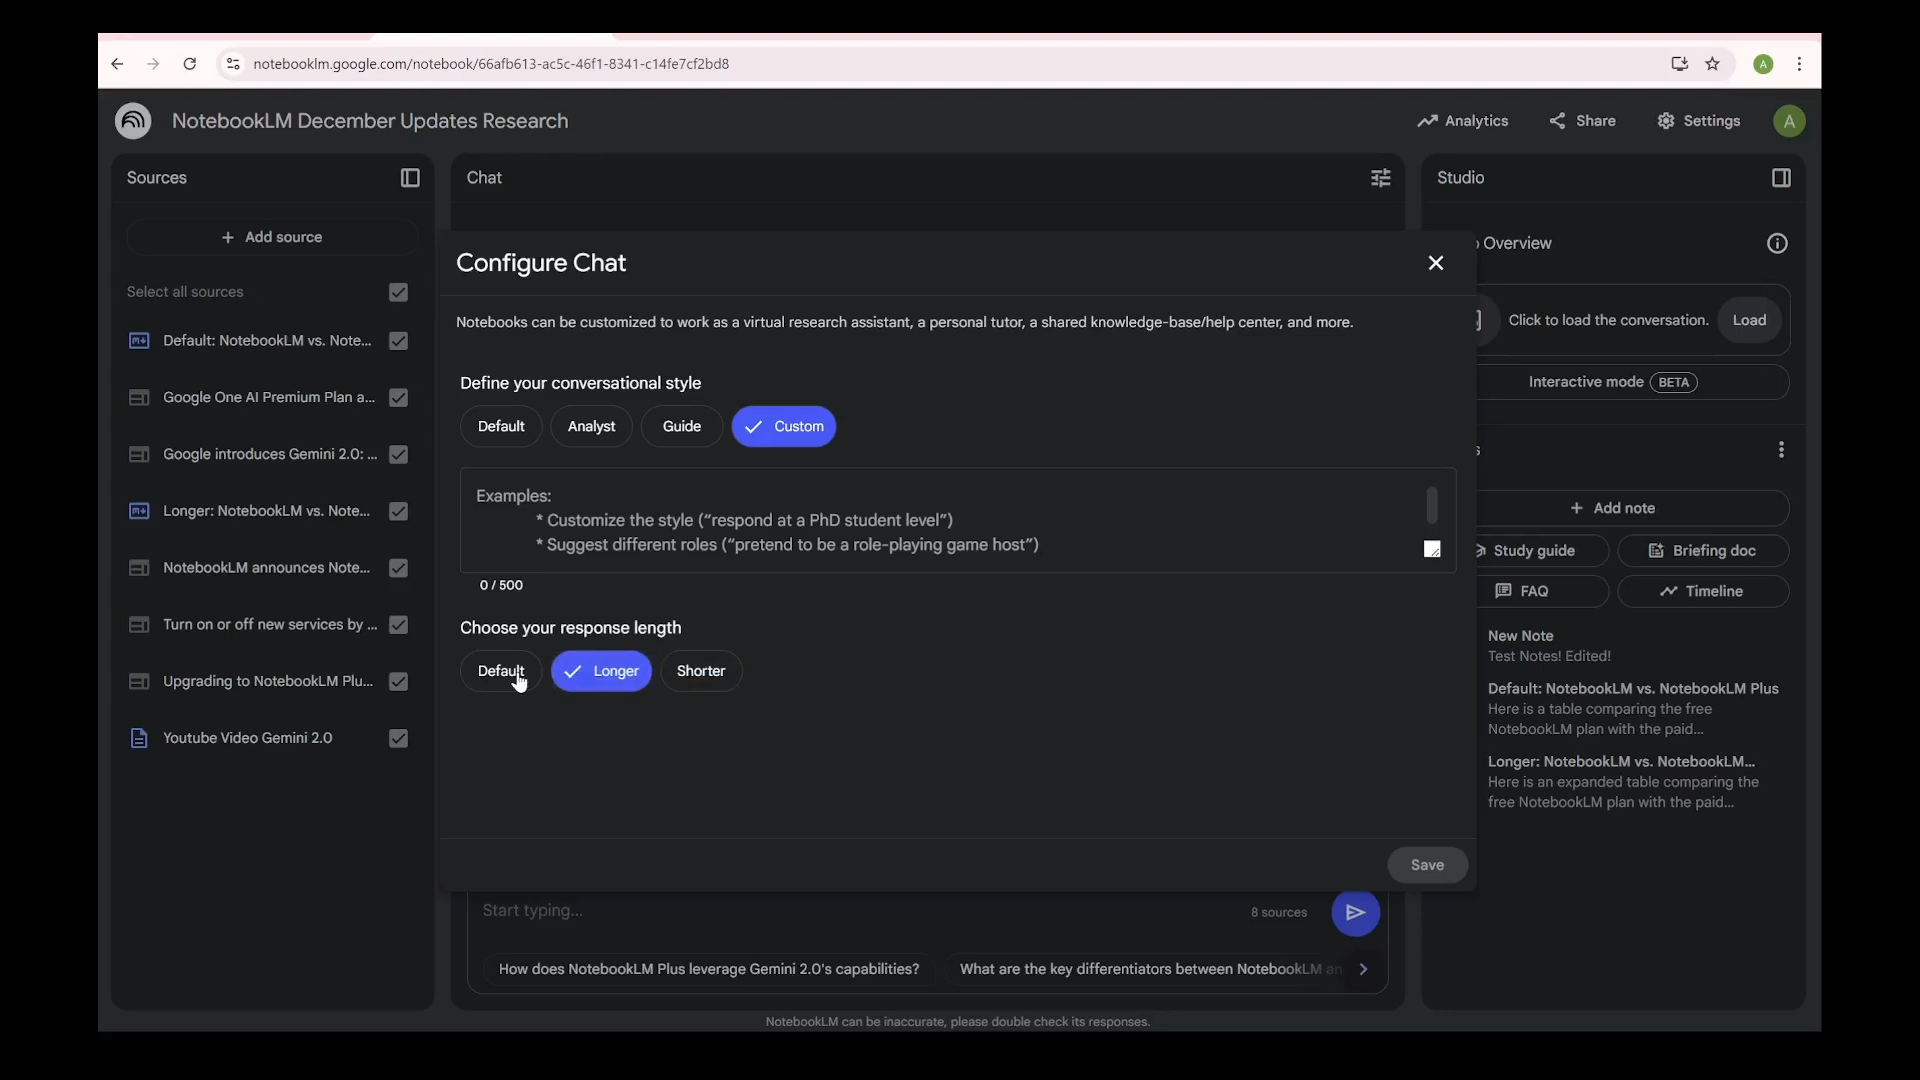 notebooklm.google.com/notebook/66afb613-ac5c-46f1-8341-c14fe7cf2bd8
A
NotebookLM December Updates Research
Analytics
Share
Settings
A
Sources
Chat
Studio
+ Add source
Select all sources
Default: NotebookLM vs. Note...
Google One AI Premium Plan a...
Google introduces Gemini 2.0: ...
Longer: NotebookLM vs. Note...
NotebookLM announces Note...
Turn on or off new services by ...
Upgrading to NotebookLM Plu...
Youtube Video Gemini 2.0
Configure Chat
Notebooks can be customized to work as a virtual research assistant, a personal tutor, a shared knowledge-base/help center, and more.
Define your conversational style
Default
Analyst
Guide
Custom
Examples:
* Customize the style (“respond at a PhD student level”)
* Suggest different roles (“pretend to be a role-playing game host”)
0 / 500
Choose your response length
Default
Longer
Shorter
Save
Start typing...
8 sources
How does NotebookLM Plus leverage Gemini 2.0's capabilities?
What are the key differentiators between NotebookLM an
NotebookLM can be inaccurate, please double check its responses.
Overview
Click to load the conversation.
Load
Interactive mode BETA
s
+ Add note
Study guide
Briefing doc
FAQ
Timeline
New Note
Test Notes! Edited!
Default: NotebookLM vs. NotebookLM Plus
Here is a table comparing the free
NotebookLM plan with the paid...
Longer: NotebookLM vs. NotebookLM...
Here is an expanded table comparing the
free NotebookLM plan with the paid...